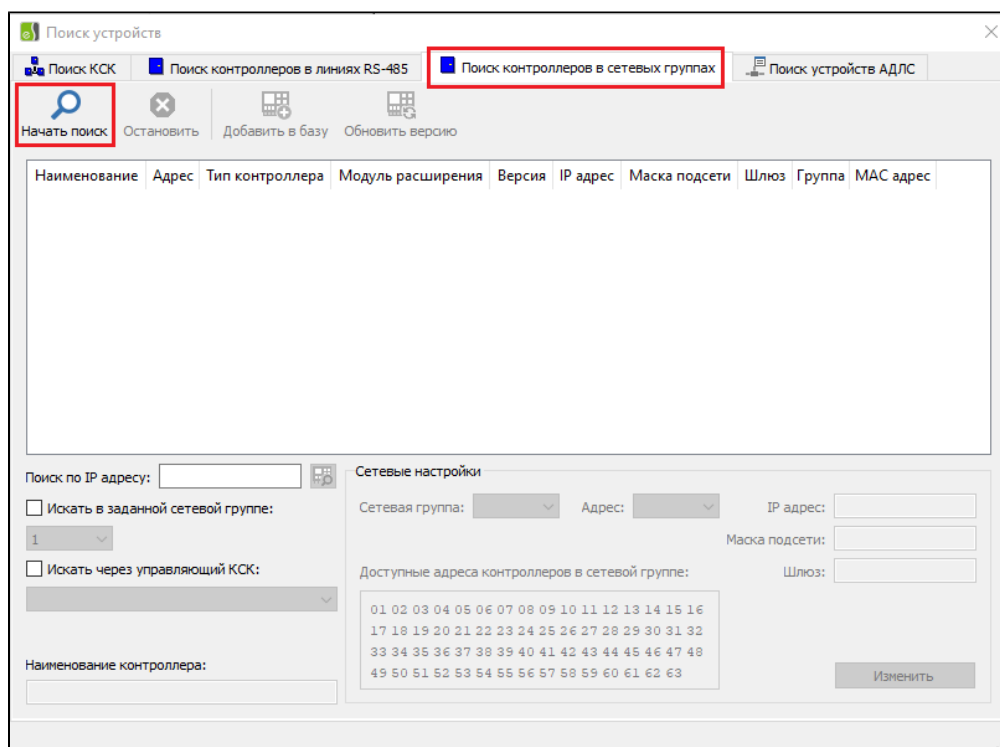 Поиск устройств
Поиск КСК Поиск контроллеров в линиях RS-485 Поиск контроллеров в сетевых группах Поиск устройств АДЛС
Начать поиск Остановить Добавить в базу Обновить версию
Наименование Адрес Тип контроллера Модуль расширения Версия IP адрес Маска подсети Шлюз Группа MAC адрес
Поиск по IP адресу:
Искать в заданной сетевой группе:
1
Искать через управляющий КСК:
Наименование контроллера:
Сетевые настройки
Сетевая группа: Адрес: IP адрес:
Маска подсети:
Доступные адреса контроллеров в сетевой группе: Шлюз:
01 02 03 04 05 06 07 08 09 10 11 12 13 14 15 16
17 18 19 20 21 22 23 24 25 26 27 28 29 30 31 32
33 34 35 36 37 38 39 40 41 42 43 44 45 46 47 48
49 50 51 52 53 54 55 56 57 58 59 60 61 62 63
Изменить